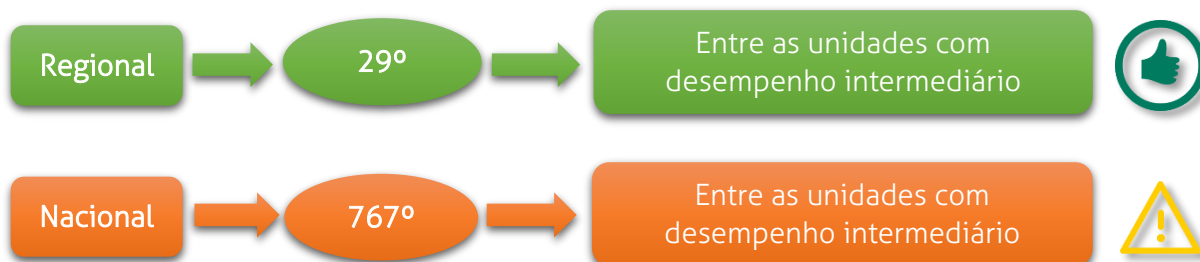 Regional
29º
Entre as unidades com
desempenho intermediário
Nacional
767º
Entre as unidades com
desempenho intermediário